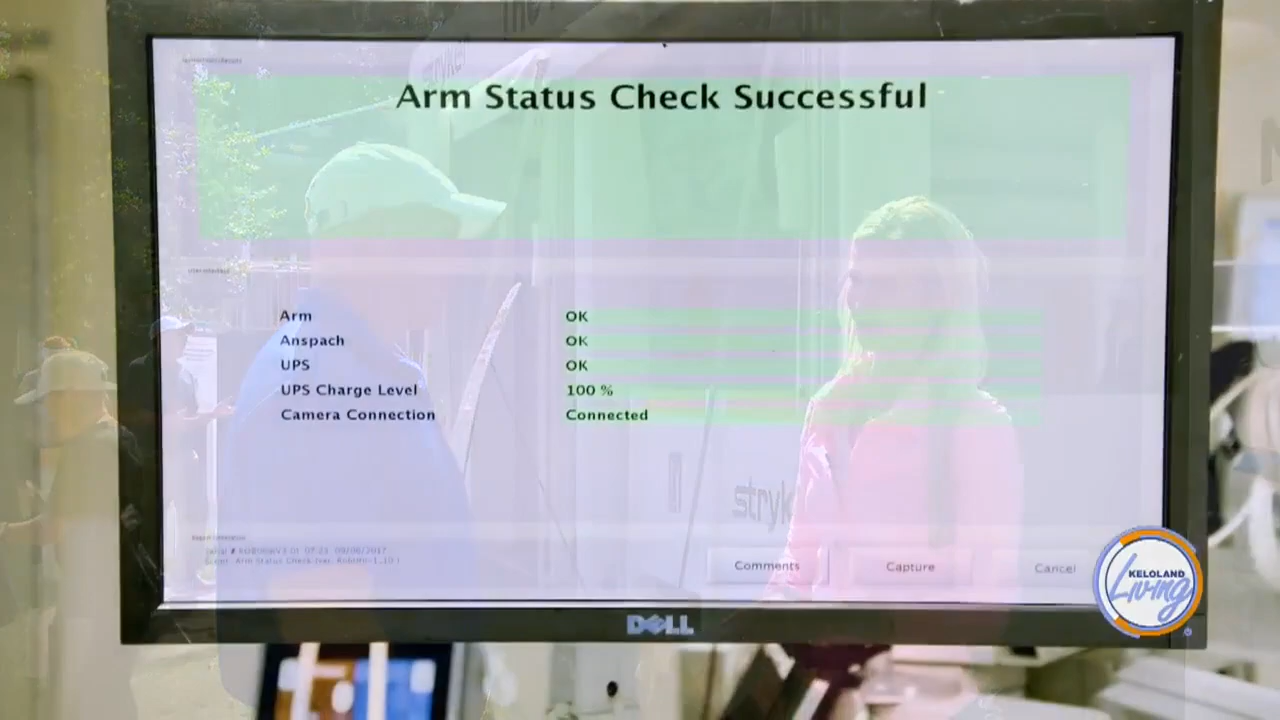 stryker
Arm Status Check Successful
Arm OK
Anspach OK
UPS OK
UPS Charge Level 100 %
Camera Connection Connected
stryk
Comments Capture Cancel
KELOLAND
Living
DELL